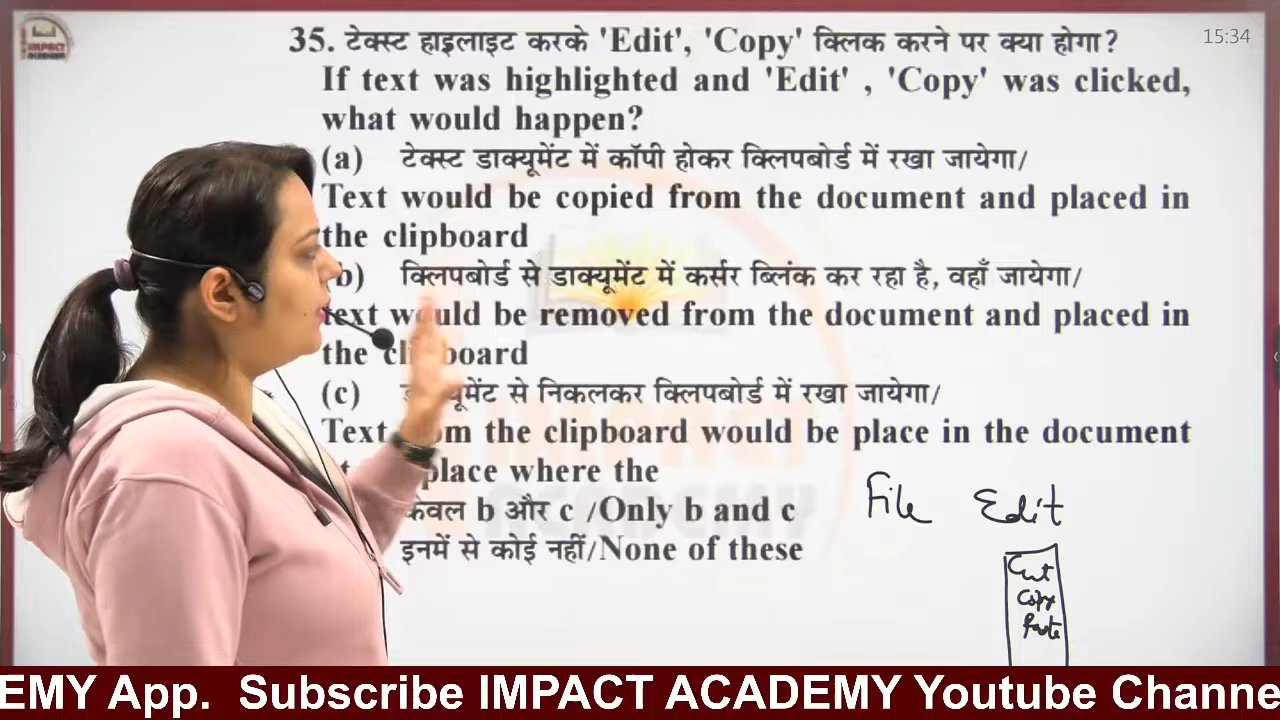 IMPACT
ACADEMY
15:34
35. टेक्स्ट हाइलाइट करके 'Edit', 'Copy' क्लिक करने पर क्या होगा?
If text was highlighted and 'Edit' , 'Copy' was clicked,
what would happen?
(a) टेक्स्ट डाक्यूमेंट में कॉपी होकर क्लिपबोर्ड में रखा जायेगा/
Text would be copied from the document and placed in
the clipboard
b) क्लिपबोर्ड से डाक्यूमेंट में कर्सर ब्लिंक कर रहा है, वहाँ जायेगा/
text would be removed from the document and placed in
the board
(c) से निकलकर क्लिपबोर्ड में रखा जायेगा/
Text the clipboard would be place in the document
place where the
केवल b और c /Only b and c
इनमें से कोई नहीं/None of these
File Edit
Cut
Copy
Paste
EMY App. Subscribe IMPACT ACADEMY Youtube Channe